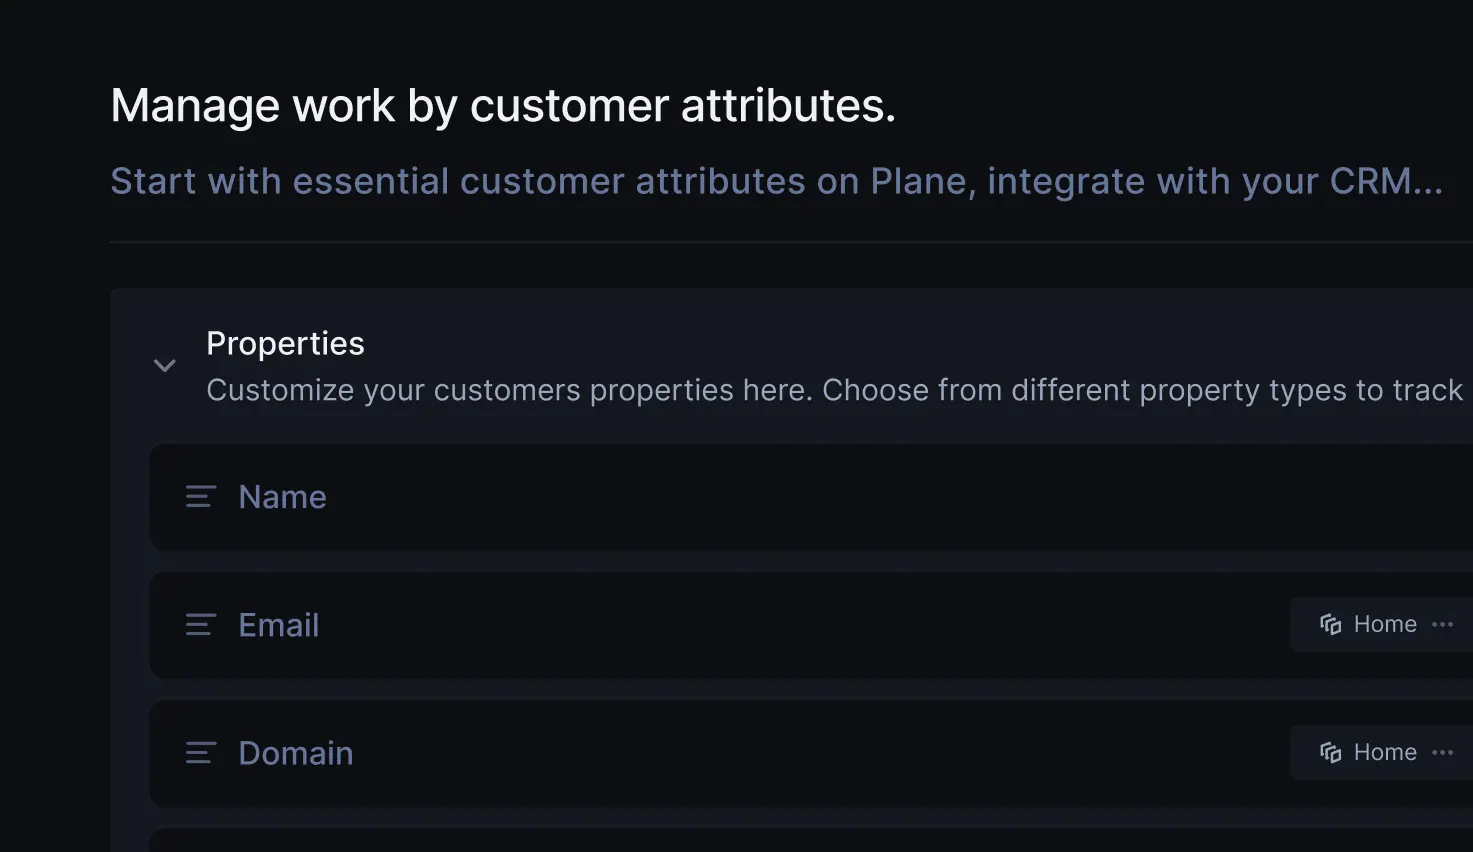 Manage work by customer attributes.
Start with essential customer attributes on Plane, integrate with your CRM...
Properties
Customize your customers properties here. Choose from different property types to track
Name
Email
Home ...
Domain
Home ...